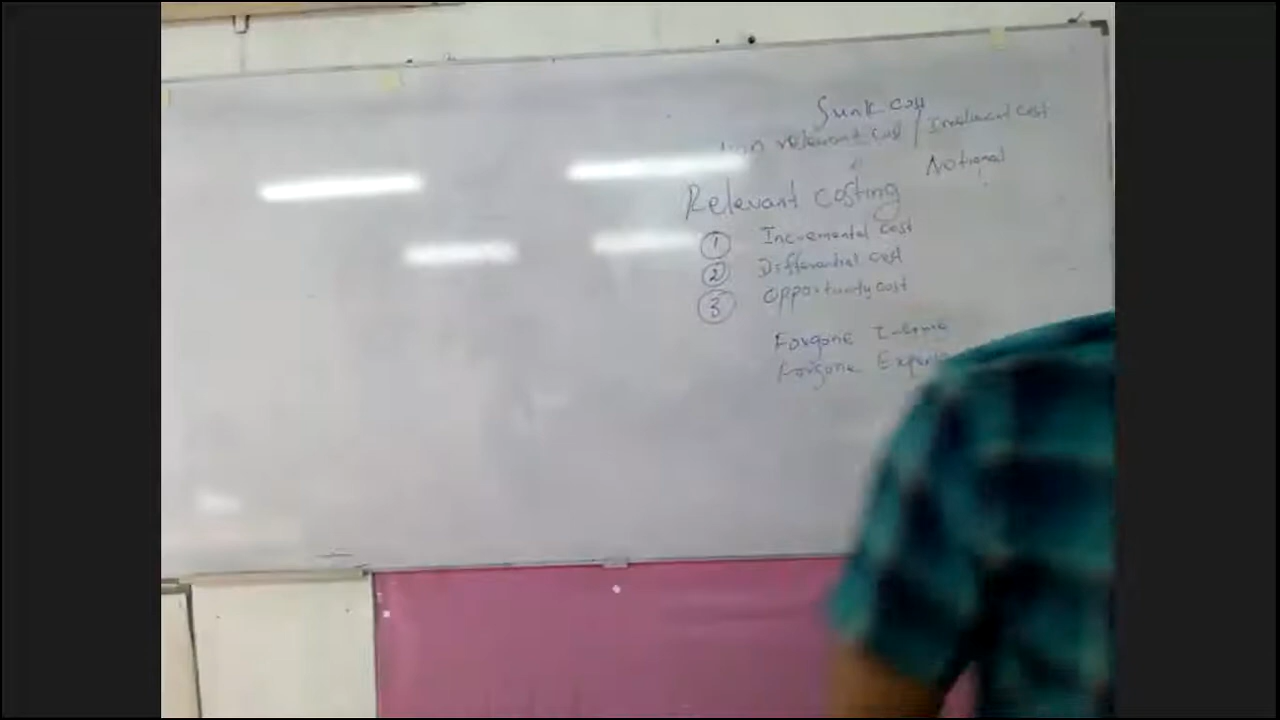 Sunk cost
Non relevant cost / Irrelevant cost
Notional
Relevant costing
① Incremental cost
② Differential cost
③ Opportunity cost
Forgone Income
Forgone